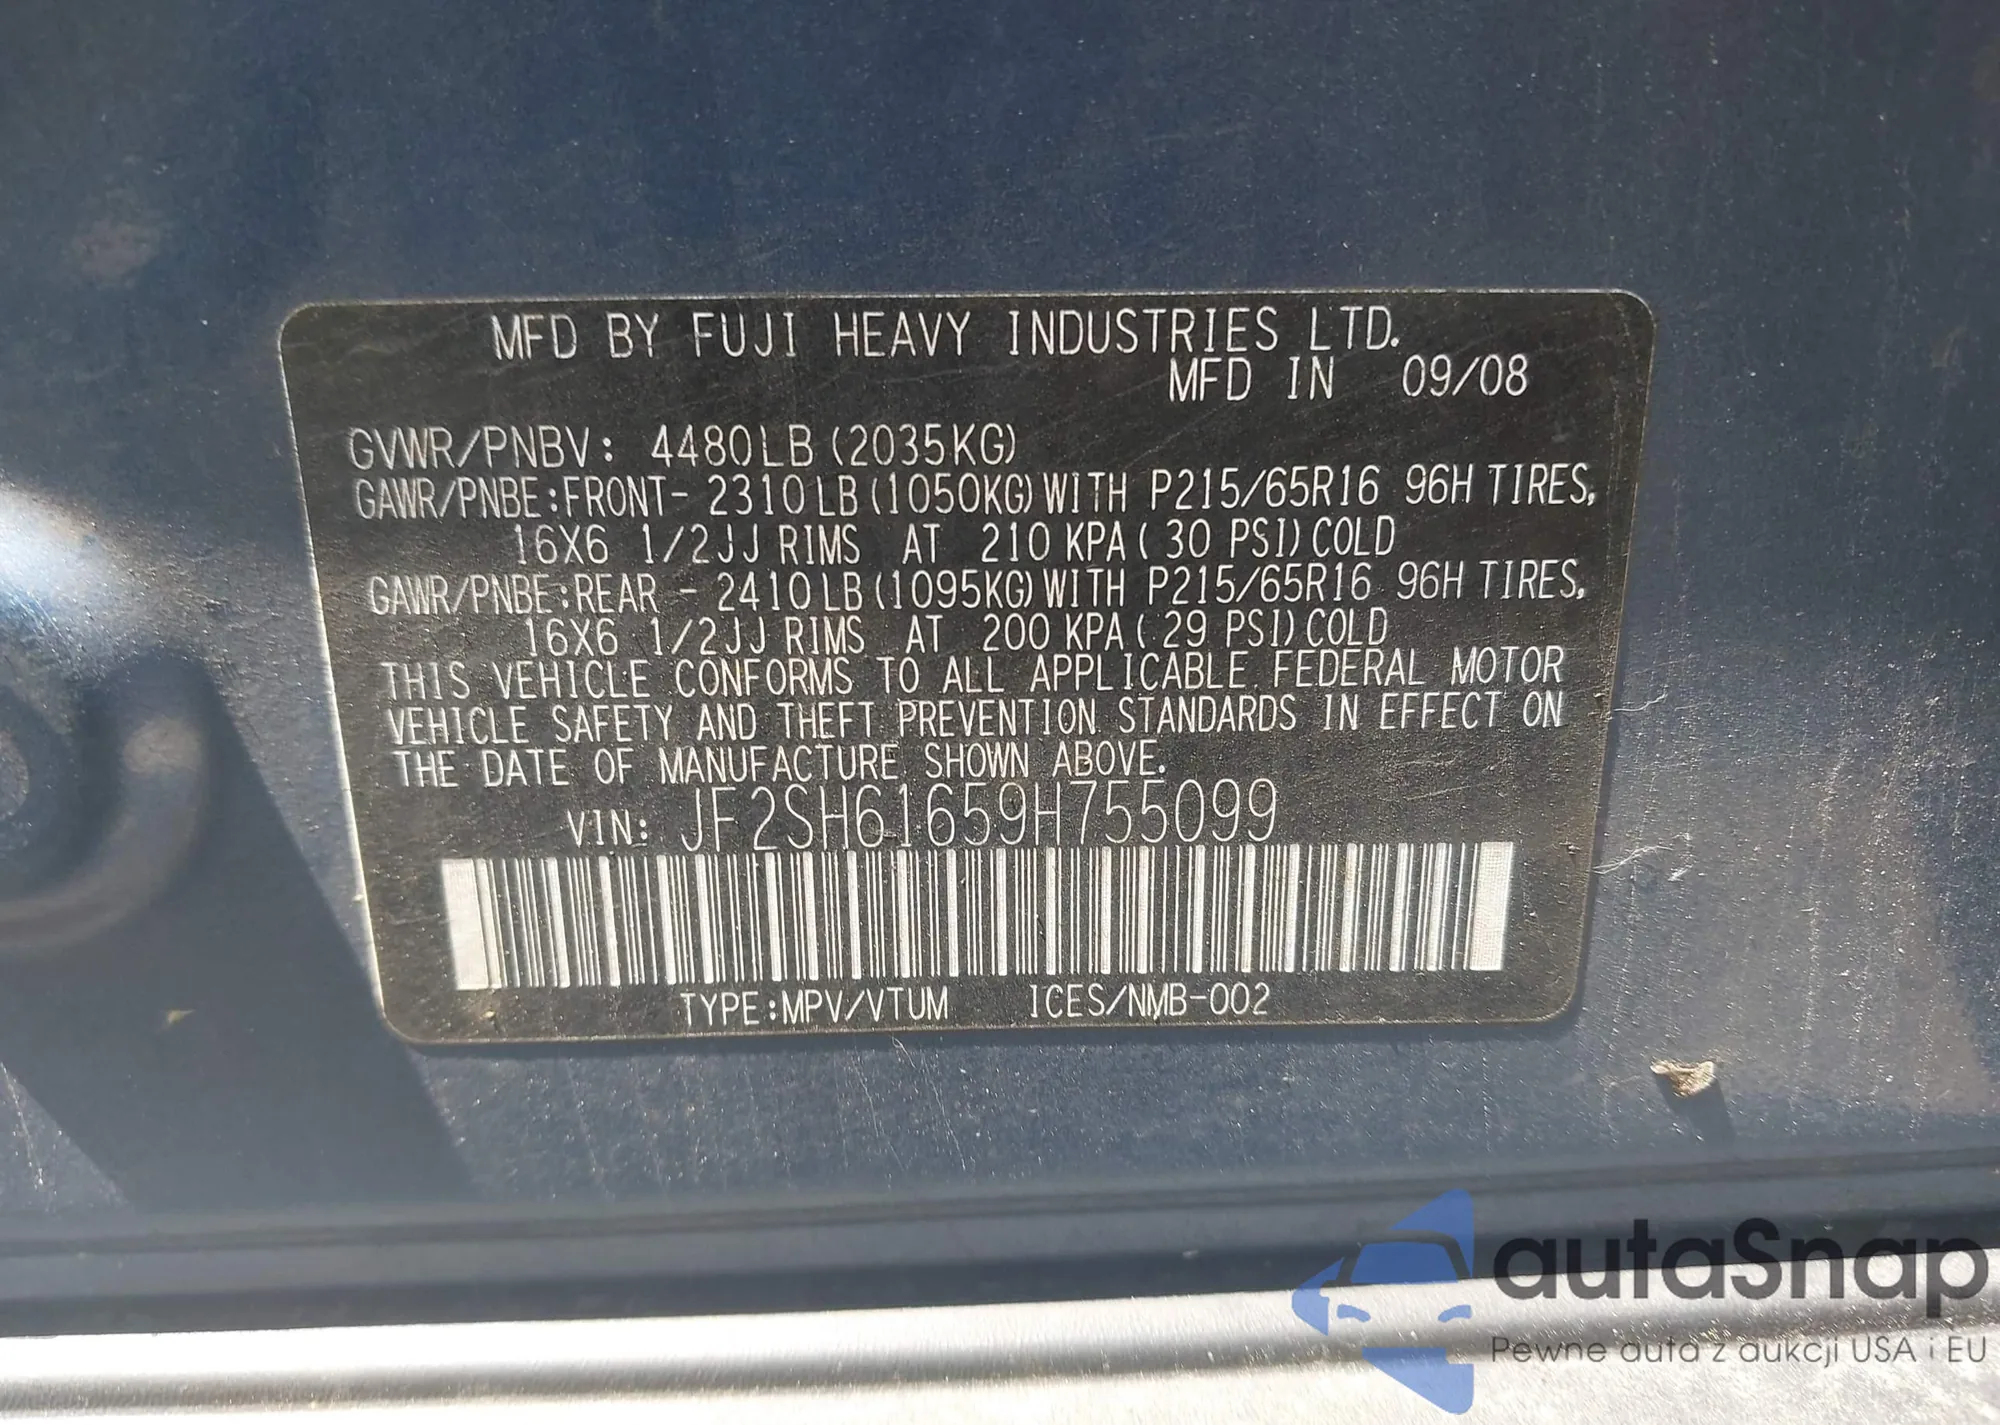 MFD BY FUJI HEAVY INDUSTRIES LTD.
MFD IN 09/08
GVWR/PNBV: 4480LB (2035KG)
GAWR/PNBE:FRONT- 2310LB (1050KG) WITH P215/65R16 96H TIRES,
16X6 1/2JJ RIMS AT 210 KPA ( 30 PSI) COLD
GAWR/PNBE:REAR - 2410LB (1095KG) WITH P215/65R16 96H TIRES,
16X6 1/2JJ RIMS AT 200 KPA ( 29 PSI) COLD
THIS VEHICLE CONFORMS TO ALL APPLICABLE FEDERAL MOTOR
VEHICLE SAFETY AND THEFT PREVENTION STANDARDS IN EFFECT ON
THE DATE OF MANUFACTURE SHOWN ABOVE.
VIN: JF2SH61659H755099
TYPE:MPV/VTUM ICES/NMB-002
autaSnap
Pewne auta z aukcji USA i EU